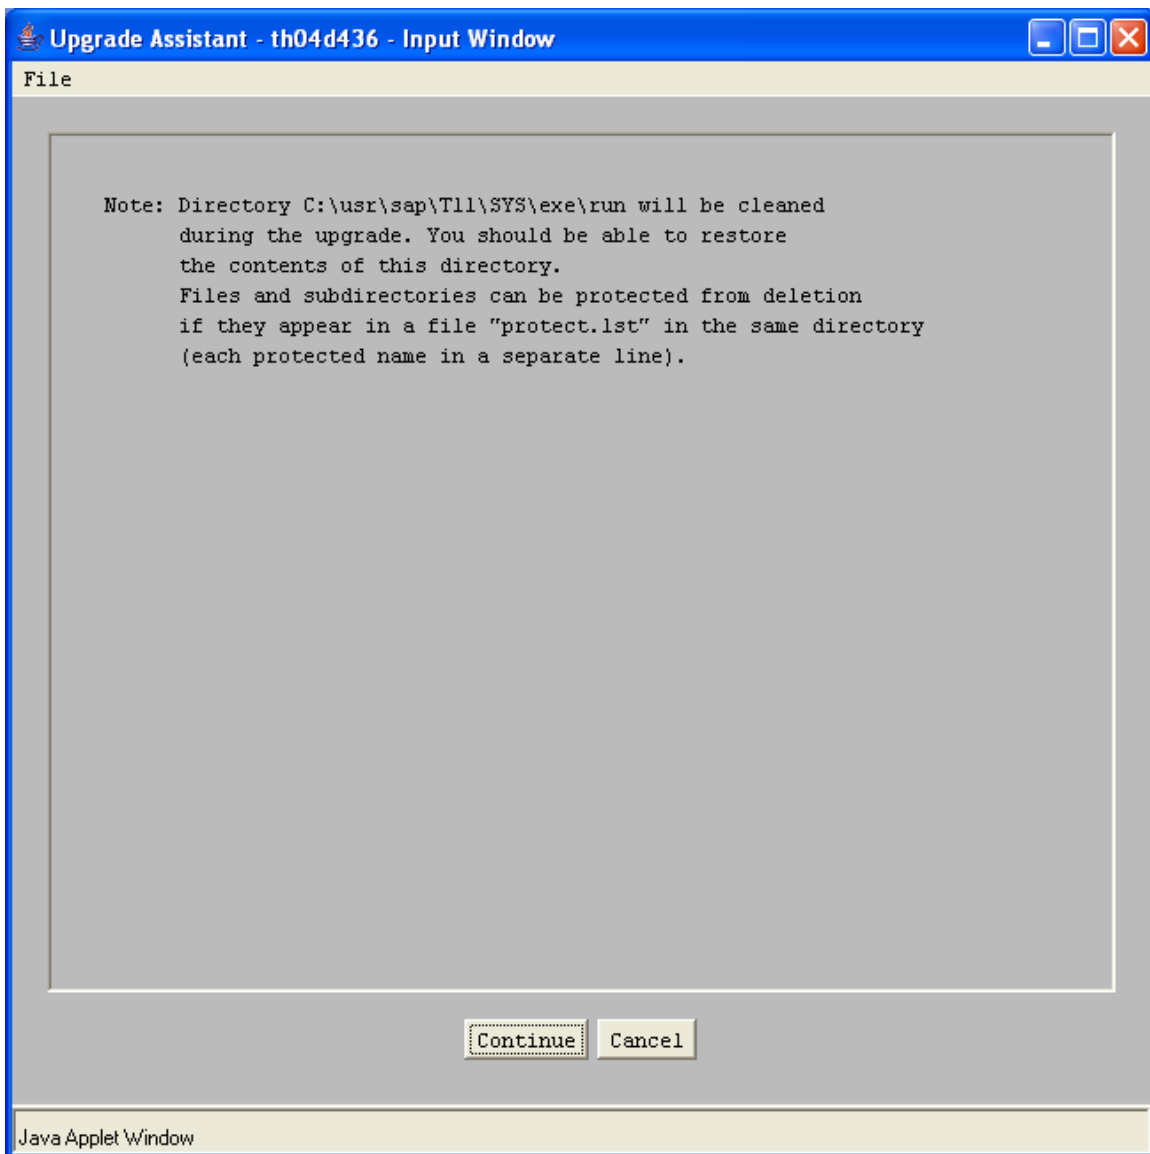 Upgrade Assistant - th04d436 - Input Window
File
Note: Directory C:\usr\sap\T11\SYS\exe\run will be cleaned
during the upgrade. You should be able to restore
the contents of this directory.
Files and subdirectories can be protected from deletion
if they appear in a file "protect.lst" in the same directory
(each protected name in a separate line).
Continue Cancel
Java Applet Window